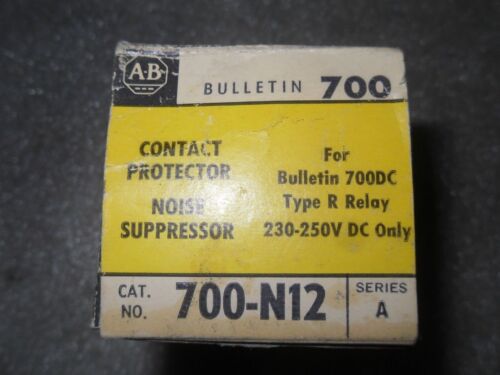 A-B
BULLETIN 700
CONTACT
PROTECTOR
NOISE
SUPPRESSOR
For
Bulletin 700DC
Type R Relay
230-250V DC Only
CAT.
NO.
700-N12
SERIES
A